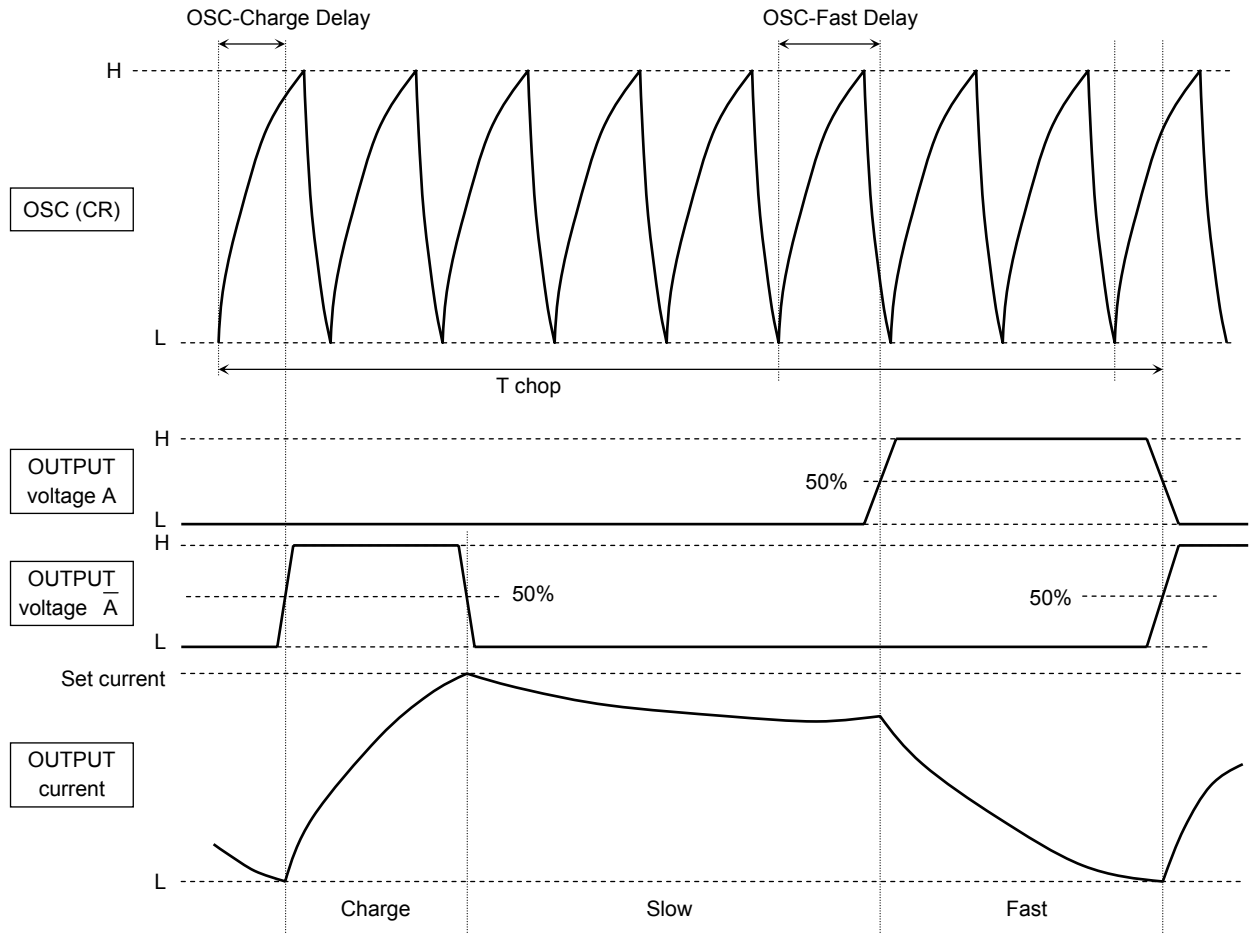 OSC-Charge Delay
OSC-Fast Delay
H
OSC (CR)
L
T chop
H
OUTPUT
voltage A
50%
L
H
OUTPUT
voltage A̅
50%
50%
L
Set current
OUTPUT
current
L
Charge
Slow
Fast